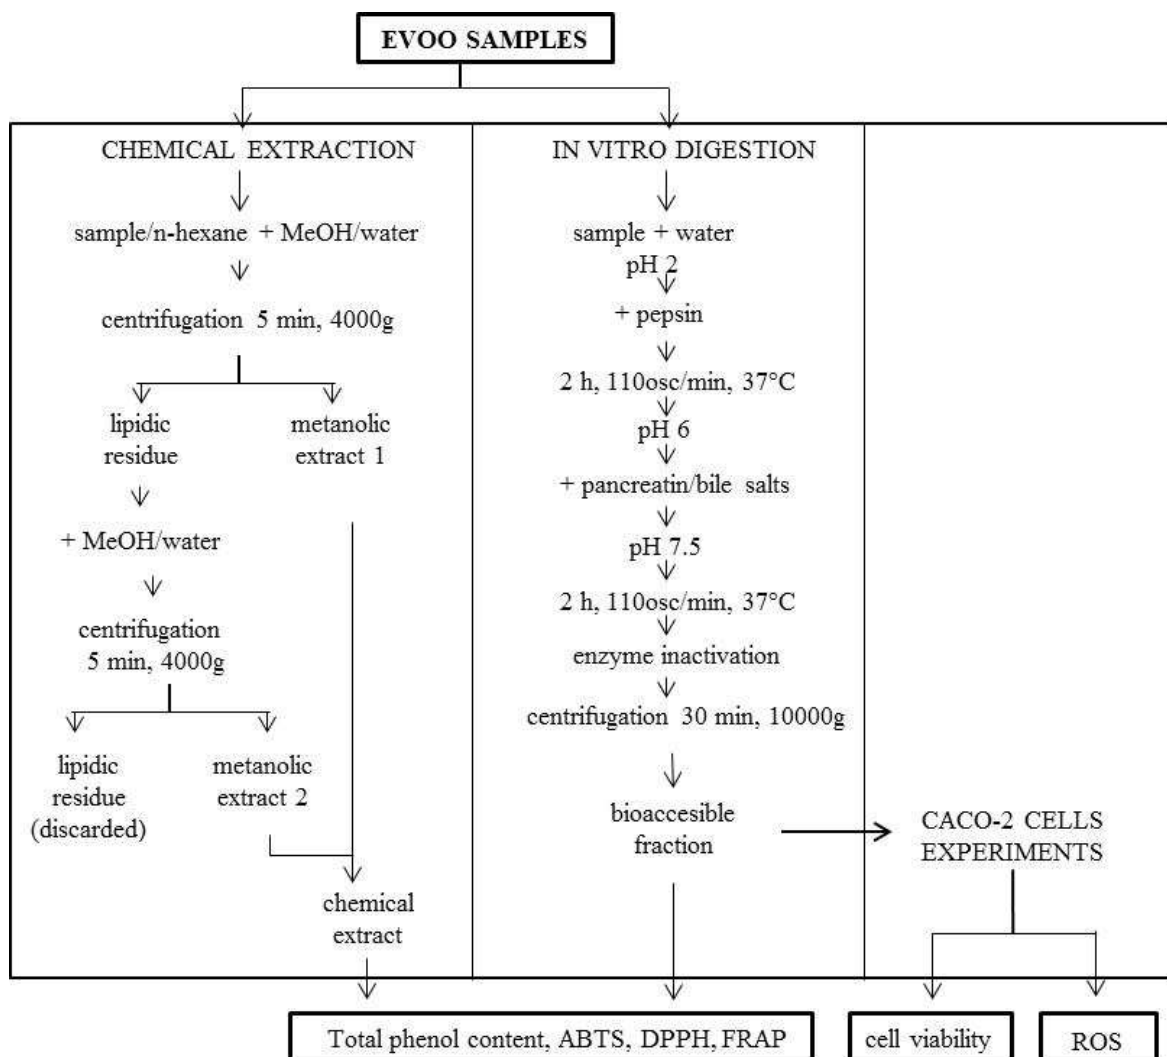 EVOO SAMPLES
CHEMICAL EXTRACTION
sample/n-hexane + MeOH/water
centrifugation 5 min, 4000g
lipidic
residue
metanolic
extract 1
+ MeOH/water
centrifugation
5 min, 4000g
lipidic
residue
(discarded)
metanolic
extract 2
chemical
extract
IN VITRO DIGESTION
sample + water
pH 2
+ pepsin
2 h, 110osc/min, 37°C
pH 6
+ pancreatin/bile salts
pH 7.5
2 h, 110osc/min, 37°C
enzyme inactivation
centrifugation 30 min, 10000g
bioaccesible
fraction
CACO-2 CELLS
EXPERIMENTS
Total phenol content, ABTS, DPPH, FRAP
cell viability
ROS